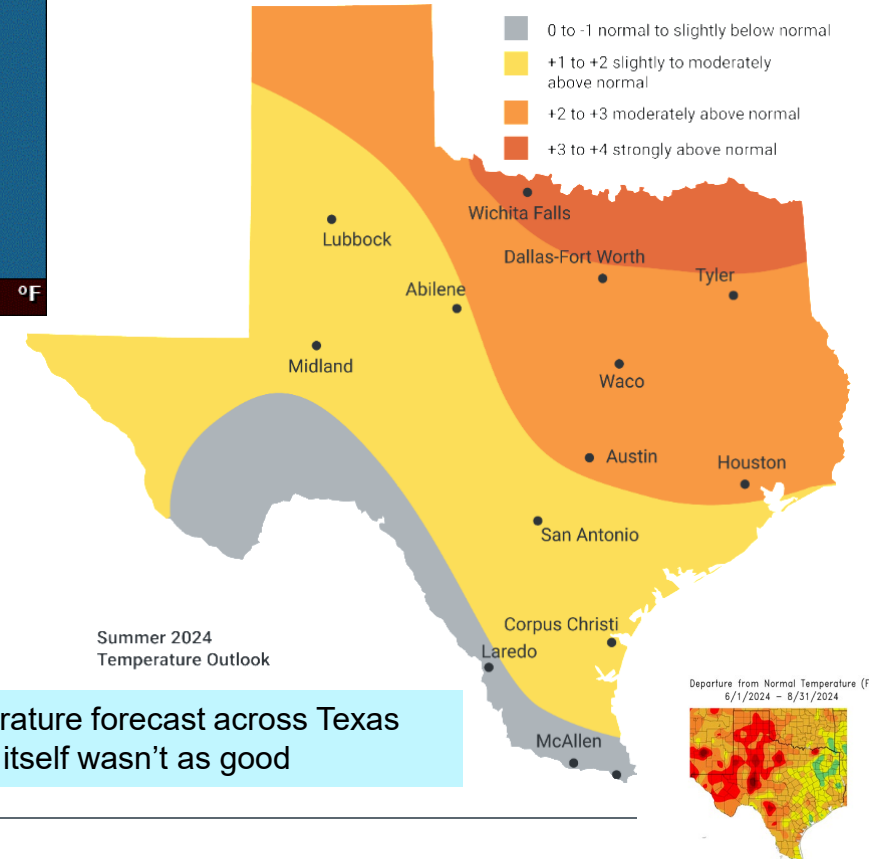 0 to -1 normal to slightly below normal
+1 to +2 slightly to moderately
above normal
+2 to +3 moderately above normal
+3 to +4 strongly above normal
Wichita Falls
Lubbock
Dallas-Fort Worth
Tyler
Abilene
ºF
Midland
Waco
Austin
Houston
San Antonio
Corpus Christi
Summer 2024
Temperature Outlook
Laredo
Departure from Normal Temperature (F
6/1/2024 – 8/31/2024
rature forecast across Texas
itself wasn’t as good
McAllen